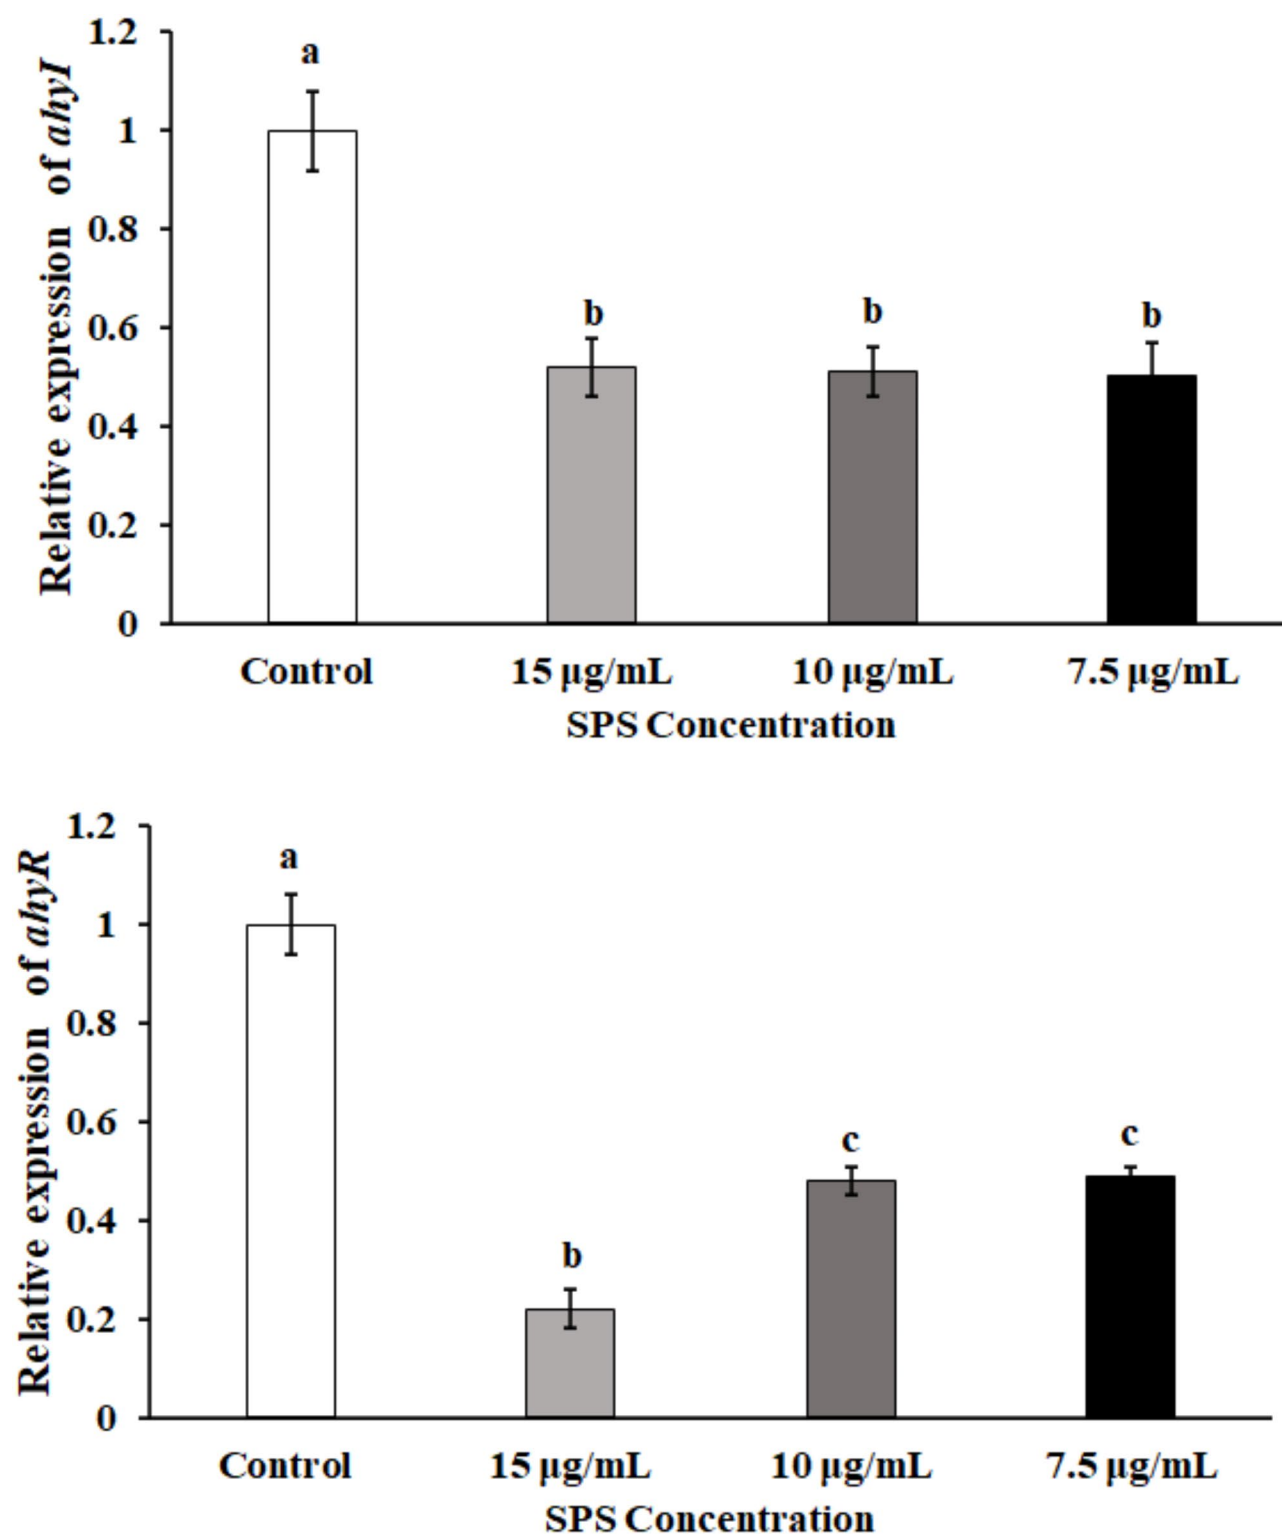 Relative expression of ahyI
1.2
1
0.8
0.6
0.4
0.2
0
a
b
b
b
Control
15 μg/mL
10 μg/mL
7.5 μg/mL
SPS Concentration
Relative expression of ahyR
1.2
1
0.8
0.6
0.4
0.2
0
a
b
c
c
Control
15 μg/mL
10 μg/mL
7.5 μg/mL
SPS Concentration